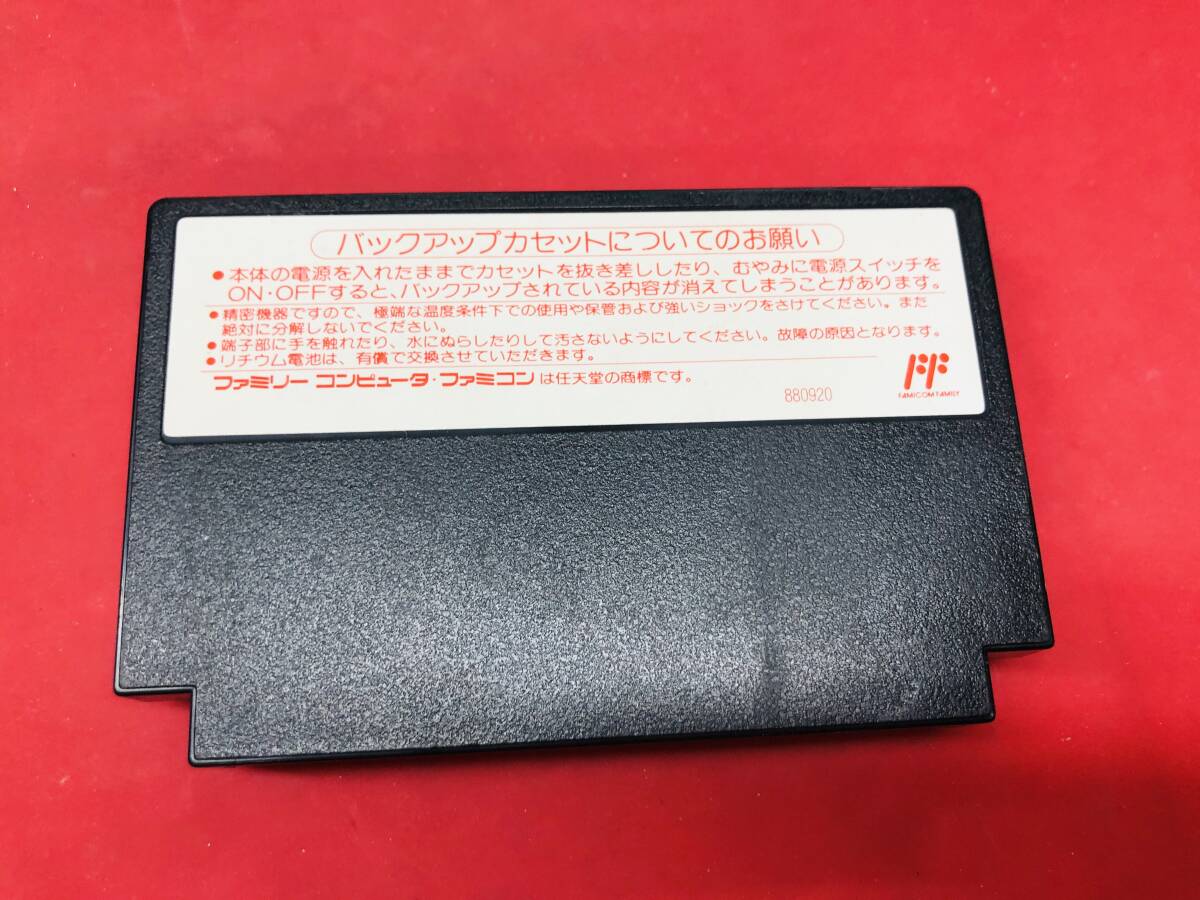 バックアップカセットについてのお願い
●本体の電源を入れたままでカセットを抜き差ししたり、むやみに電源スイッチを
ON・OFFすると、バックアップされている内容が消えてしまうことがあります。
●精密機器ですので、極端な温度条件下での使用や保管および強いショックをさけてください。また
絶対に分解しないでください。
●端子部に手を触れたり、水にぬらしたりして汚さないようにしてください。故障の原因となります。
●リチウム電池は、有償で交換させていただきます。
ファミリー コンピュータ・ファミコン は任天堂の商標です。
880920
FAMICOM FAMILY